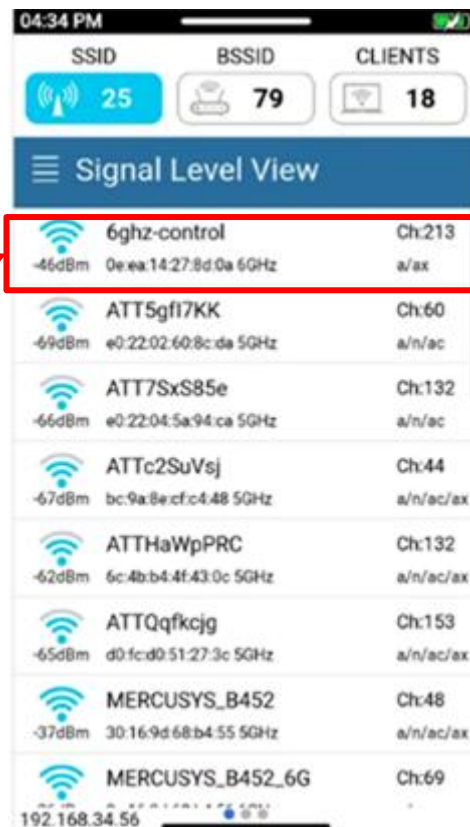 04:34 PM
SSID BSSID CLIENTS
25 79 18
Signal Level View
6ghz-control Ch:213
-46dBm 0e:ea:14:27:8d:0a 6GHz a/ax
ATT5gfI7KK Ch:60
-69dBm e0:22:02:60:8c:da 5GHz a/n/ac
ATT7SxS85e Ch:132
-66dBm e0:22:04:5a:94:ca 5GHz a/n/ac
ATTc2SuVsj Ch:44
-67dBm bc:9a:8e:cf:c4:48 5GHz a/n/ac/ax
ATTHaWpPRC Ch:132
-62dBm 6c:4b:b4:4f:43:0c 5GHz a/n/ac/ax
ATTQqfkcjg Ch:153
-65dBm d0:fc:d0:51:27:3c 5GHz a/n/ac/ax
MERCUSYS_B452 Ch:48
-37dBm 30:16:9d:68:b4:55 5GHz a/n/ac/ax
MERCUSYS_B452_6G Ch:69
192.168.34.56